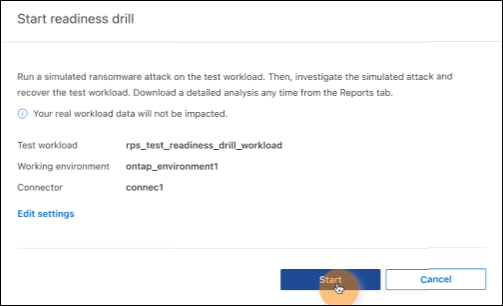 Start readiness drill
Run a simulated ransomware attack on the test workload. Then, investigate the simulated attack and
recover the test workload. Download a detailed analysis any time from the Reports tab.
Your real workload data will not be impacted.
Test workload rps_test_readiness_drill_workload
Working environment ontap_environment1
Connector connec1
Edit settings
Start Cancel